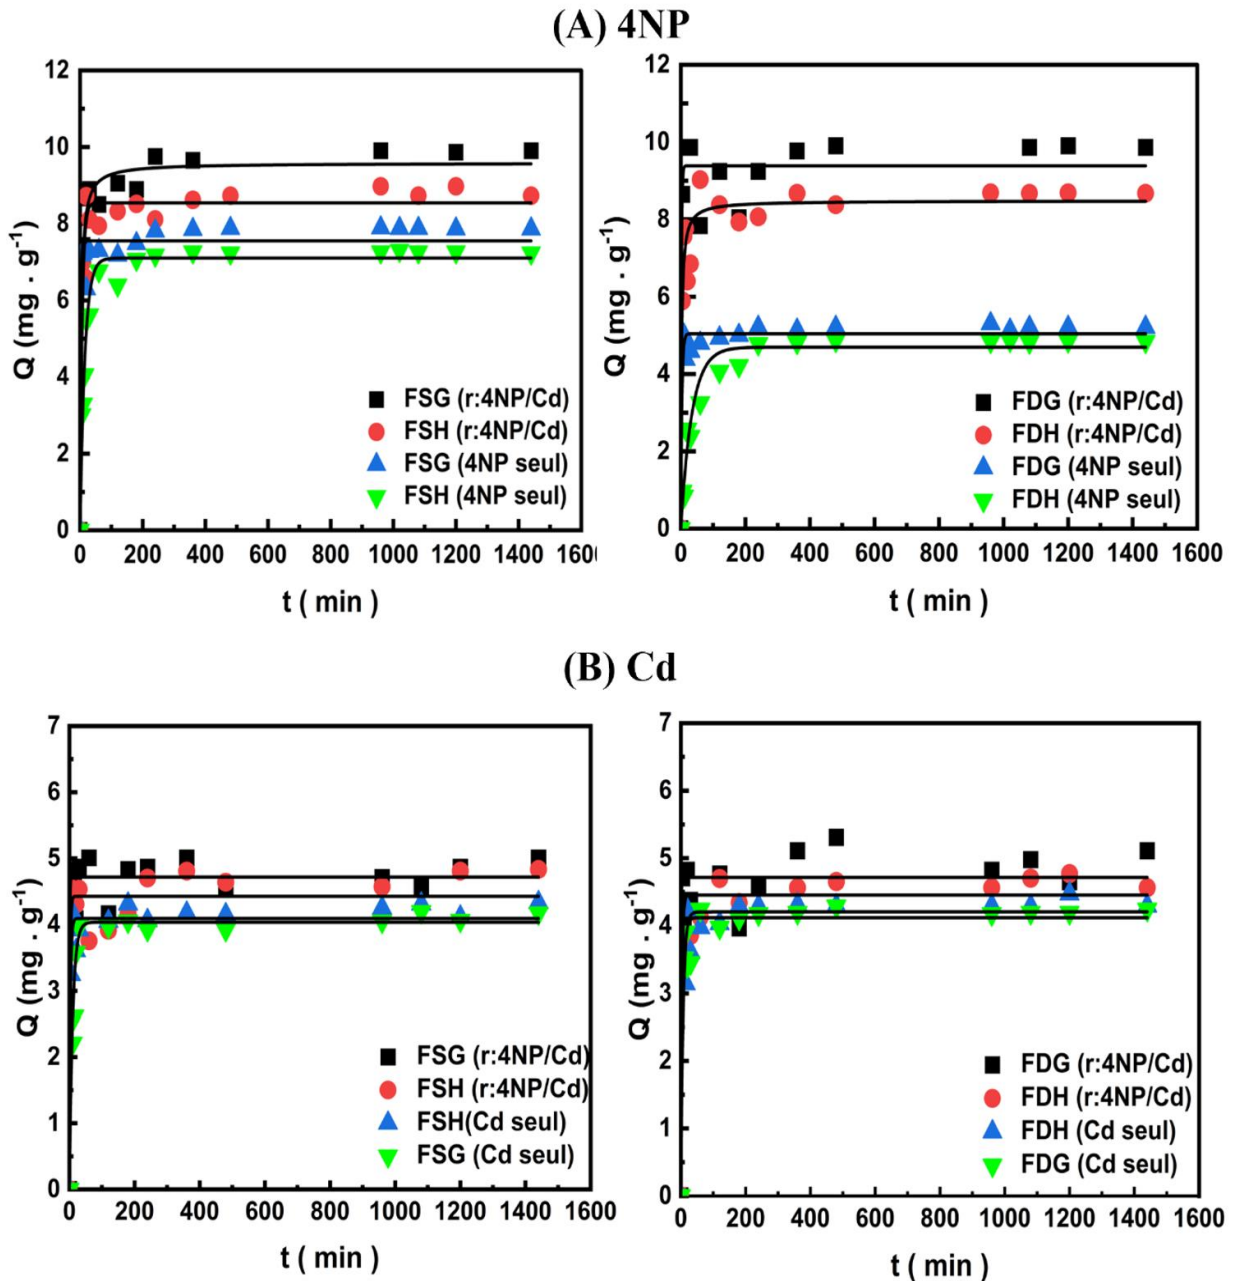 (A) 4NP
12
10
8
6
4
2
0
Q (mg . g⁻¹)
0 200 400 600 800 1000 1200 1400 1600
t ( min )
FSG (r:4NP/Cd)
FSH (r:4NP/Cd)
FSG (4NP seul)
FSH (4NP seul)
12
10
8
6
4
2
0
Q (mg . g⁻¹)
0 200 400 600 800 1000 1200 1400 1600
t ( min )
FDG (r:4NP/Cd)
FDH (r:4NP/Cd)
FDG (4NP seul)
FDH (4NP seul)
(B) Cd
7
6
5
4
3
2
1
0
Q (mg . g⁻¹)
0 200 400 600 800 1000 1200 1400 1600
t ( min )
FSG (r:4NP/Cd)
FSH (r:4NP/Cd)
FSH(Cd seul)
FSG (Cd seul)
7
6
5
4
3
2
1
0
Q (mg . g⁻¹)
0 200 400 600 800 1000 1200 1400 1600
t ( min )
FDG (r:4NP/Cd)
FDH (r:4NP/Cd)
FDH (Cd seul)
FDG (Cd seul)